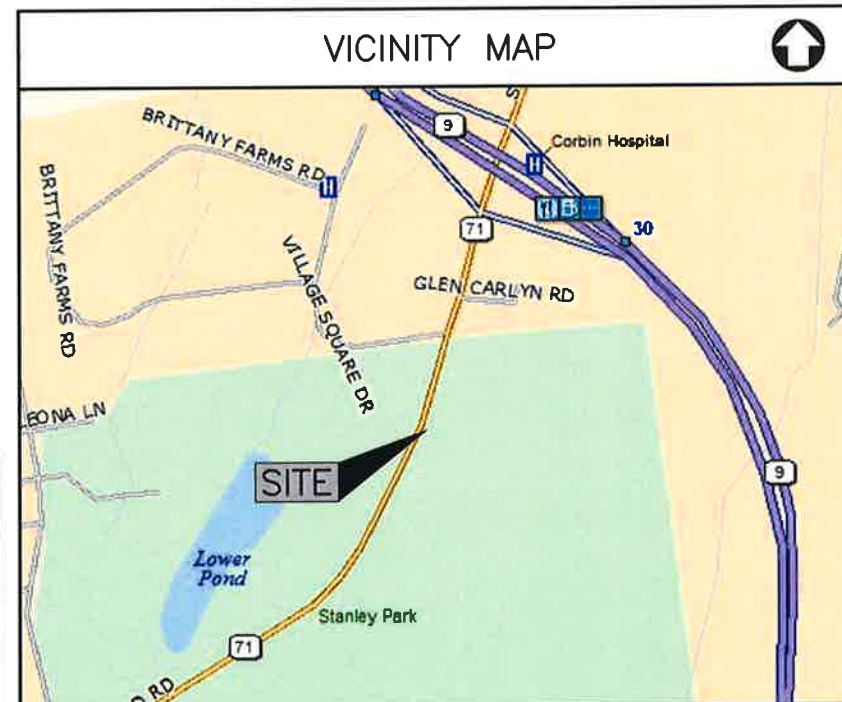 VICINITY MAP
S
9
Corbin Hospital
BRITTANY FARMS RD
H
H
BRITTANY FARMS RD
30
71
VILLAGE SQUARE DR
GLEN CARLYN RD
EONA LN
SITE
9
Lower
Pond
Stanley Park
71
D RD